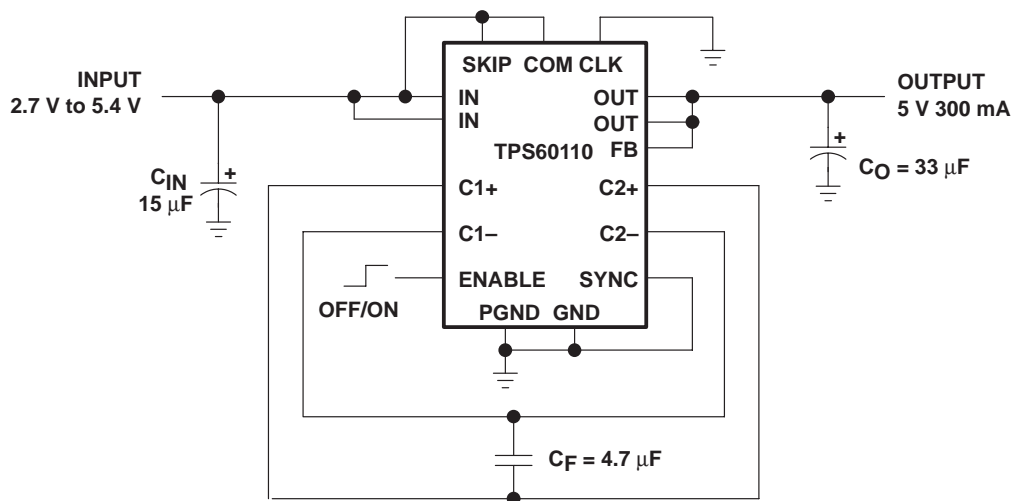 SKIP COM CLK
INPUT
2.7 V to 5.4 V
IN
IN
OUT
OUT
FB
TPS60110
OUTPUT
5 V 300 mA
CIN
15 μF
+
+
CO = 33 μF
C1+
C2+
C1–
C2–
ENABLE
SYNC
OFF/ON
PGND GND
CF = 4.7 μF